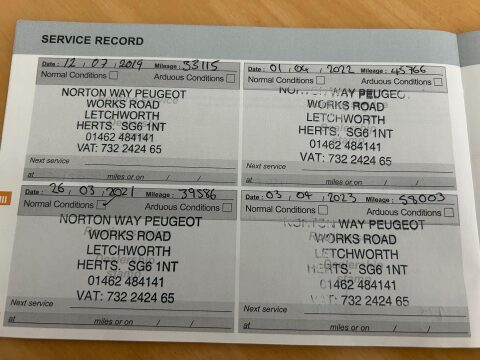 SERVICE RECORD
Date: 12 / 07 / 2019 Mileage: 33115
Normal Conditions Arduous Conditions
NORTON WAY PEUGEOT
WORKS ROAD
LETCHWORTH
HERTS. SG6 1NT
01462 484141
VAT: 732 2424 65
Next service
at miles or on / /
Date: 26 / 03 / 2021 Mileage: 39586
Normal Conditions ✓ Arduous Conditions
NORTON WAY PEUGEOT
WORKS ROAD
LETCHWORTH
HERTS. SG6 1NT
01462 484141
VAT: 732 2424 65
Next service
at miles or on / /
Date: 01 / 04 / 2022 Mileage: 45766
Normal Conditions Arduous Conditions
NORTON WAY PEUGEOT
WORKS ROAD
LETCHWORTH
HERTS. SG6 1NT
01462 484141
VAT: 732 2424 65
Next service
at miles or on / /
Date: 03 / 04 / 2023 Mileage: 58003
Normal Conditions Arduous Conditions
NORTON WAY PEUGEOT
WORKS ROAD
LETCHWORTH
HERTS. SG6 1NT
01462 484141
VAT: 732 2424 65
Next service
at miles or on / /